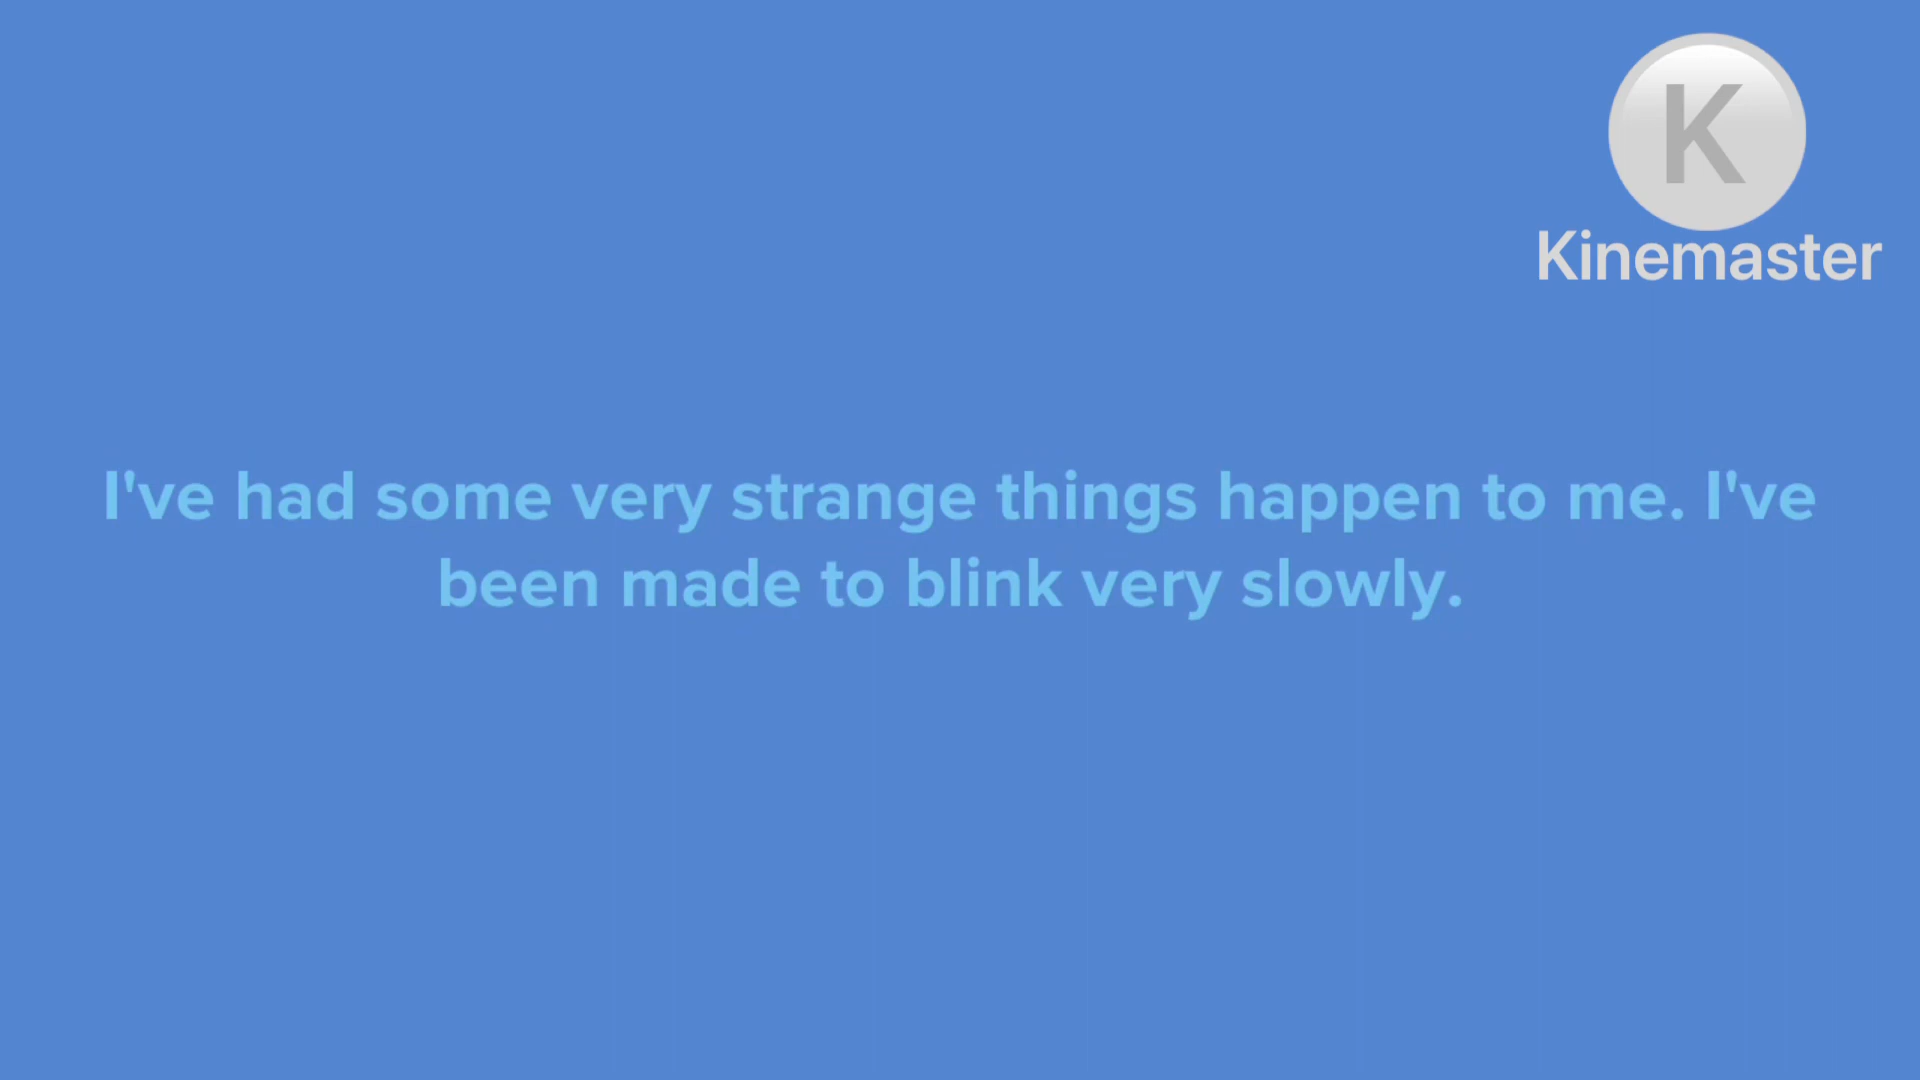 K
Kinemaster
I've had some very strange things happen to me. I've
been made to blink very slowly.